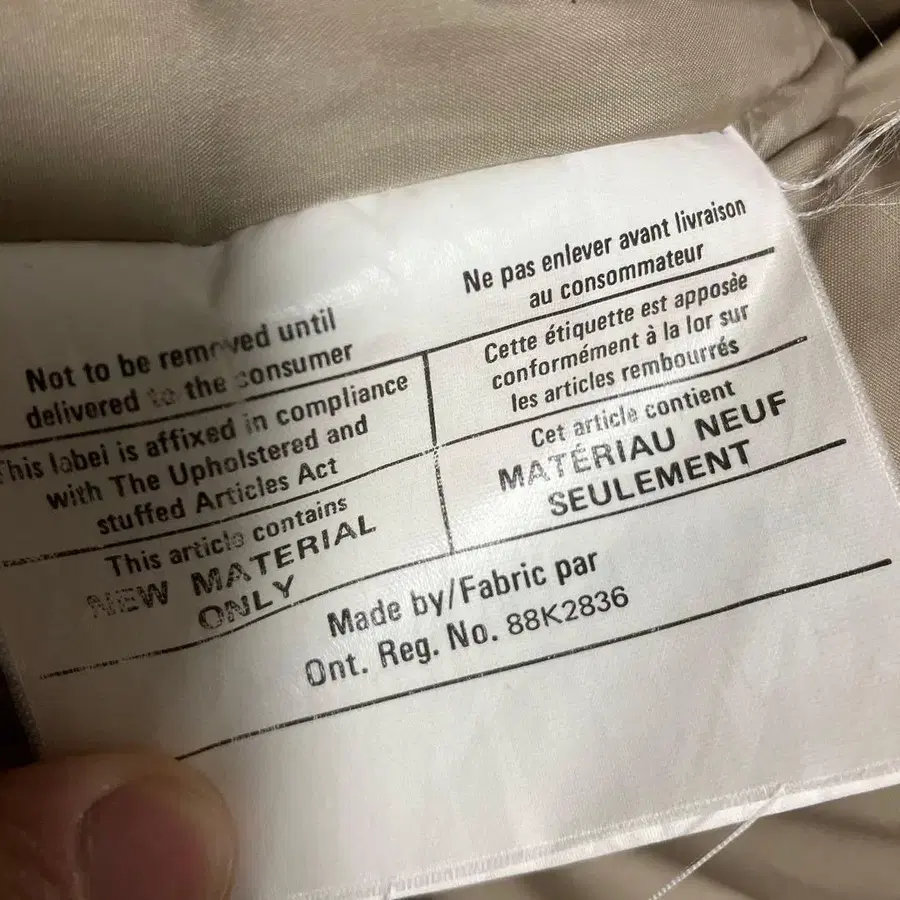 Not to be removed until
delivered to the consumer
Ne pas enlever avant livraison
au consommateur
This label is affixed in compliance
with The Upholstered and
stuffed Articles Act
Cette étiquette est apposèe
conformément à la lor sur
les articles rembourrés
This article contains
NEW MATERIAL
ONLY
Cet article contient
MATÉRIAU NEUF
SEULEMENT
Made by/Fabric par
Ont. Reg. No. 88K2836